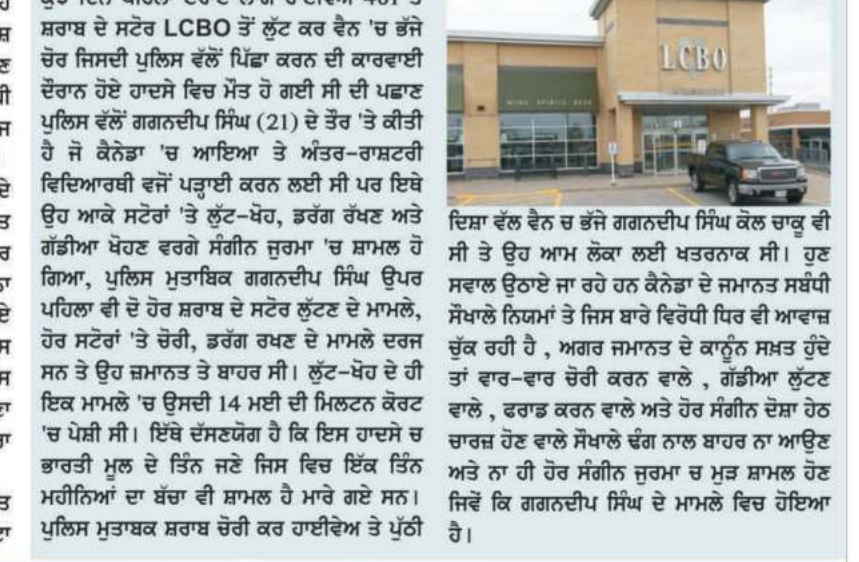 ਸ਼ਰਾਬ ਦੇ ਸਟੋਰ LCBO ਤੋਂ ਲੁੱਟ ਕਰ ਵੈਨ 'ਚ ਭੱਜੇ
ਚੋਰ ਜਿਸਦੀ ਪੁਲਿਸ ਵੱਲੋਂ ਪਿੱਛਾ ਕਰਨ ਦੀ ਕਾਰਵਾਈ
ਦੌਰਾਨ ਹੋਏ ਹਾਦਸੇ ਵਿਚ ਮੌਤ ਹੋ ਗਈ ਸੀ ਦੀ ਪਛਾਣ
ਪੁਲਿਸ ਵੱਲੋਂ ਗਗਨਦੀਪ ਸਿੰਘ (21) ਦੇ ਤੌਰ 'ਤੇ ਕੀਤੀ
ਹੈ ਜੋ ਕੈਨੇਡਾ 'ਚ ਆਇਆ ਤੇ ਅੰਤਰ-ਰਾਸ਼ਟਰੀ
ਵਿਦਿਆਰਥੀ ਵਜੋਂ ਪੜ੍ਹਾਈ ਕਰਨ ਲਈ ਸੀ ਪਰ ਇਥੇ
ਉਹ ਆਕੇ ਸਟੋਰਾਂ 'ਤੇ ਲੁੱਟ-ਖੋਹ, ਡਰੱਗ ਰੱਖਣ ਅਤੇ
ਗੱਡੀਆ ਖੋਹਣ ਵਰਗੇ ਸੰਗੀਨ ਜੁਰਮਾ 'ਚ ਸ਼ਾਮਲ ਹੋ
ਗਿਆ, ਪੁਲਿਸ ਮੁਤਾਬਿਕ ਗਗਨਦੀਪ ਸਿੰਘ ਉਪਰ
ਪਹਿਲਾ ਵੀ ਦੋ ਹੋਰ ਸ਼ਰਾਬ ਦੇ ਸਟੋਰ ਲੁੱਟਣ ਦੇ ਮਾਮਲੇ,
ਹੋਰ ਸਟੋਰਾਂ 'ਤੇ ਚੋਰੀ, ਡਰੱਗ ਰਖਣ ਦੇ ਮਾਮਲੇ ਦਰਜ
ਸਨ ਤੇ ਉਹ ਜ਼ਮਾਨਤ ਤੇ ਬਾਹਰ ਸੀ। ਲੁੱਟ-ਖੋਹ ਦੇ ਹੀ
ਇਕ ਮਾਮਲੇ 'ਚ ਉਸਦੀ 14 ਮਈ ਦੀ ਮਿਲਟਨ ਕੋਰਟ
'ਚ ਪੇਸ਼ੀ ਸੀ। ਇੱਥੇ ਦੱਸਣਯੋਗ ਹੈ ਕਿ ਇਸ ਹਾਦਸੇ ਚ
ਭਾਰਤੀ ਮੂਲ ਦੇ ਤਿੰਨ ਜਣੇ ਜਿਸ ਵਿਚ ਇੱਕ ਤਿੰਨ
ਮਹੀਨਿਆਂ ਦਾ ਬੱਚਾ ਵੀ ਸ਼ਾਮਲ ਹੈ ਮਾਰੇ ਗਏ ਸਨ।
ਪੁਲਿਸ ਮੁਤਾਬਕ ਸ਼ਰਾਬ ਚੋਰੀ ਕਰ ਹਾਈਵੇਅ ਤੇ ਪੁੱਠੀ
LCBO
WINE SPIRITS BEER
ਦਿਸ਼ਾ ਵੱਲ ਵੈਨ ਚ ਭੱਜੇ ਗਗਨਦੀਪ ਸਿੰਘ ਕੋਲ ਚਾਕੂ ਵੀ
ਸੀ ਤੇ ਉਹ ਆਮ ਲੋਕਾ ਲਈ ਖਤਰਨਾਕ ਸੀ। ਹੁਣ
ਸਵਾਲ ਉਠਾਏ ਜਾ ਰਹੇ ਹਨ ਕੈਨੇਡਾ ਦੇ ਜਮਾਨਤ ਸਬੰਧੀ
ਸੌਖਾਲੇ ਨਿਯਮਾਂ ਤੇ ਜਿਸ ਬਾਰੇ ਵਿਰੋਧੀ ਧਿਰ ਵੀ ਆਵਾਜ਼
ਚੁੱਕ ਰਹੀ ਹੈ , ਅਗਰ ਜਮਾਨਤ ਦੇ ਕਾਨੂੰਨ ਸਖ਼ਤ ਹੁੰਦੇ
ਤਾਂ ਵਾਰ-ਵਾਰ ਚੋਰੀ ਕਰਨ ਵਾਲੇ , ਗੱਡੀਆ ਲੁੱਟਣ
ਵਾਲੇ , ਫਰਾਡ ਕਰਨ ਵਾਲੇ ਅਤੇ ਹੋਰ ਸੰਗੀਨ ਦੋਸ਼ਾ ਹੇਠ
ਚਾਰਜ਼ ਹੋਣ ਵਾਲੇ ਸੌਖਾਲੇ ਢੰਗ ਨਾਲ ਬਾਹਰ ਨਾ ਆਉਣ
ਅਤੇ ਨਾ ਹੀ ਹੋਰ ਸੰਗੀਨ ਜੁਰਮਾ ਚ ਮੁੜ ਸ਼ਾਮਲ ਹੋਣ
ਜਿਵੇਂ ਕਿ ਗਗਨਦੀਪ ਸਿੰਘ ਦੇ ਮਾਮਲੇ ਵਿਚ ਹੋਇਆ
ਹੈ।